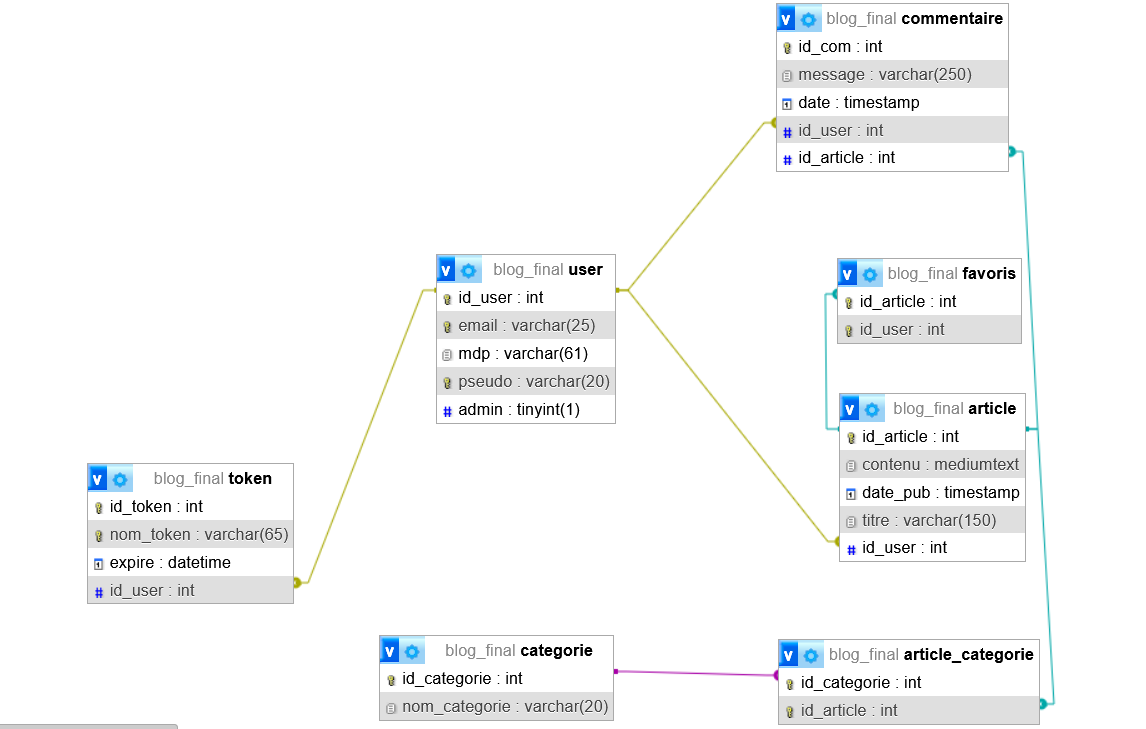 blog_final commentaire
id_com : int
message : varchar(250)
date : timestamp
id_user : int
id_article : int
blog_final user
id_user : int
email : varchar(25)
mdp : varchar(61)
pseudo : varchar(20)
admin : tinyint(1)
blog_final favoris
id_article : int
id_user : int
blog_final article
id_article : int
contenu : mediumtext
date_pub : timestamp
titre : varchar(150)
id_user : int
blog_final token
id_token : int
nom_token : varchar(65)
expire : datetime
id_user : int
blog_final categorie
id_categorie : int
nom_categorie : varchar(20)
blog_final article_categorie
id_categorie : int
id_article : int